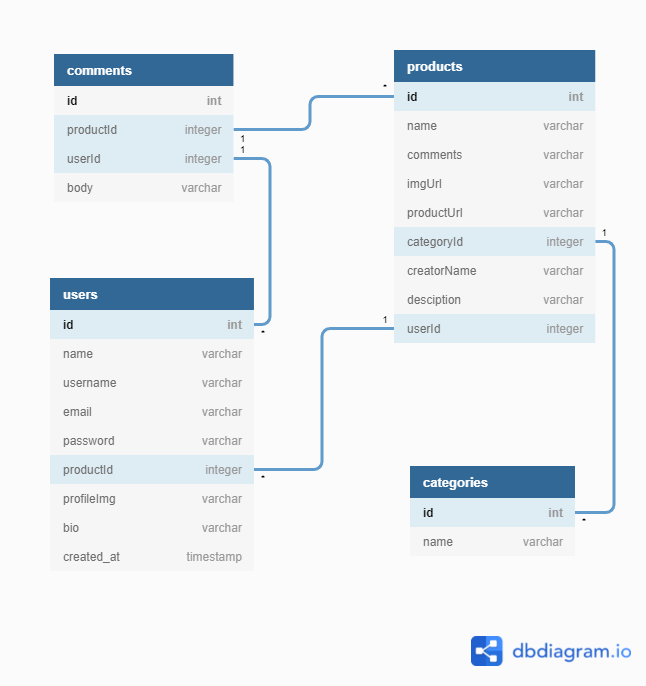 comments
id int
productId integer
1
userId integer
1
body varchar
products
* id int
name varchar
comments varchar
imgUrl varchar
productUrl varchar
categoryId integer
1
creatorName varchar
desciption varchar
1
userId integer
users
id int
*
name varchar
username varchar
email varchar
password varchar
productId integer
*
profileImg varchar
bio varchar
created_at timestamp
categories
id int
*
name varchar
dbdiagram.io